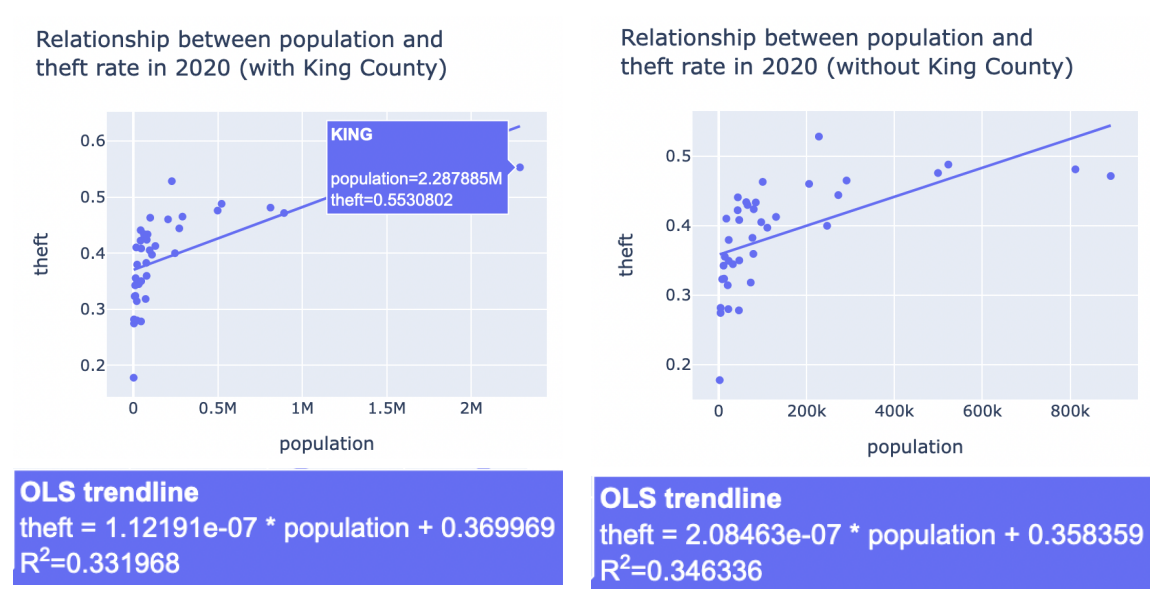 Relationship between population and
theft rate in 2020 (with King County)
0.6
0.5
0.4
0.3
0.2
theft
KING
population=2.287885M
theft=0.5530802
0
0.5M
1M
1.5M
2M
population
OLS trendline
theft = 1.12191e-07 * population + 0.369969
R²=0.331968
Relationship between population and
theft rate in 2020 (without King County)
0.5
0.4
0.3
0.2
theft
0
200k
400k
600k
800k
population
OLS trendline
theft = 2.08463e-07 * population + 0.358359
R²=0.346336